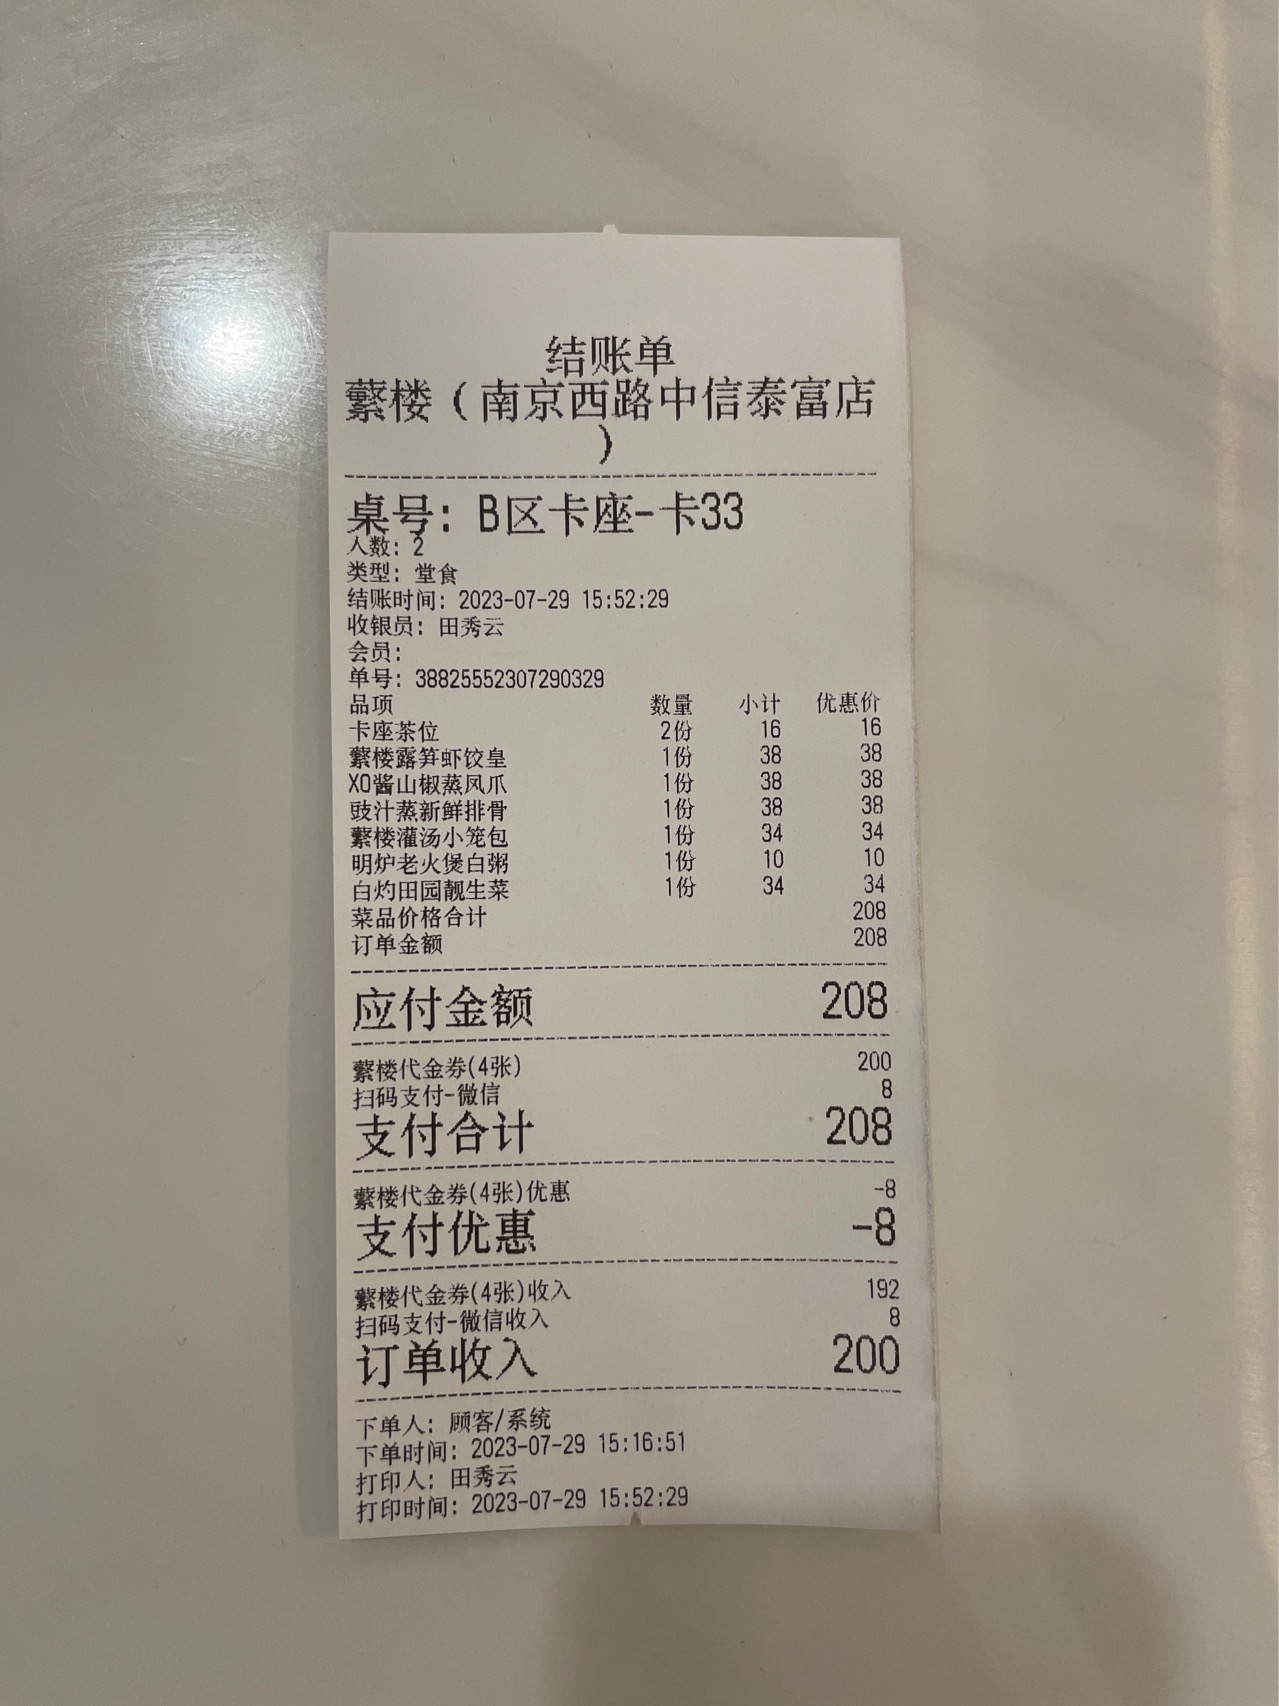 结账单
蘩楼（南京西路中信泰富店
）
桌号：B区卡座-卡33
人数：2
类型：堂食
结账时间：2023-07-29 15:52:29
收银员：田秀云
会员：
单号：38825552307290329
品项 数量 小计 优惠价
卡座茶位 2份 16 16
蘩楼露笋虾饺皇 1份 38 38
XO酱山椒蒸凤爪 1份 38 38
豉汁蒸新鲜排骨 1份 38 38
蘩楼灌汤小笼包 1份 34 34
明炉老火煲白粥 1份 10 10
白灼田园靓生菜 1份 34 34
菜品价格合计 208
订单金额 208
应付金额 208
蘩楼代金券(4张) 200
扫码支付-微信 8
支付合计 208
蘩楼代金券(4张)优惠 -8
支付优惠 -8
蘩楼代金券(4张)收入 192
扫码支付-微信收入 8
订单收入 200
下单人：顾客/系统
下单时间：2023-07-29 15:16:51
打印人：田秀云
打印时间：2023-07-29 15:52:29